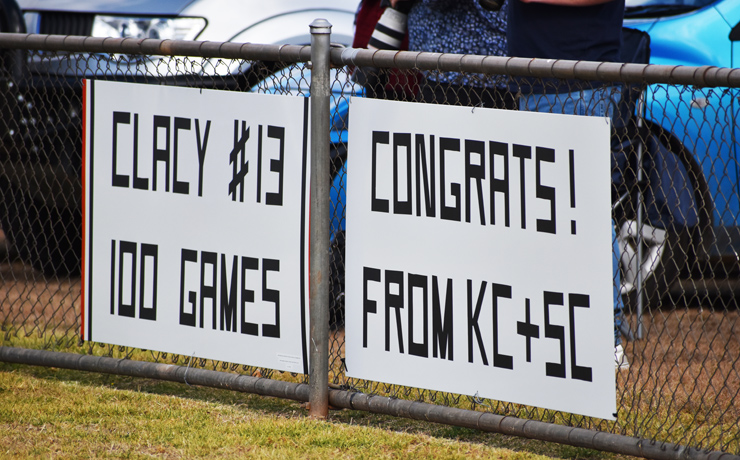 CLACY #13
100 GAMES
CONGRATS!
FROM KC+SC